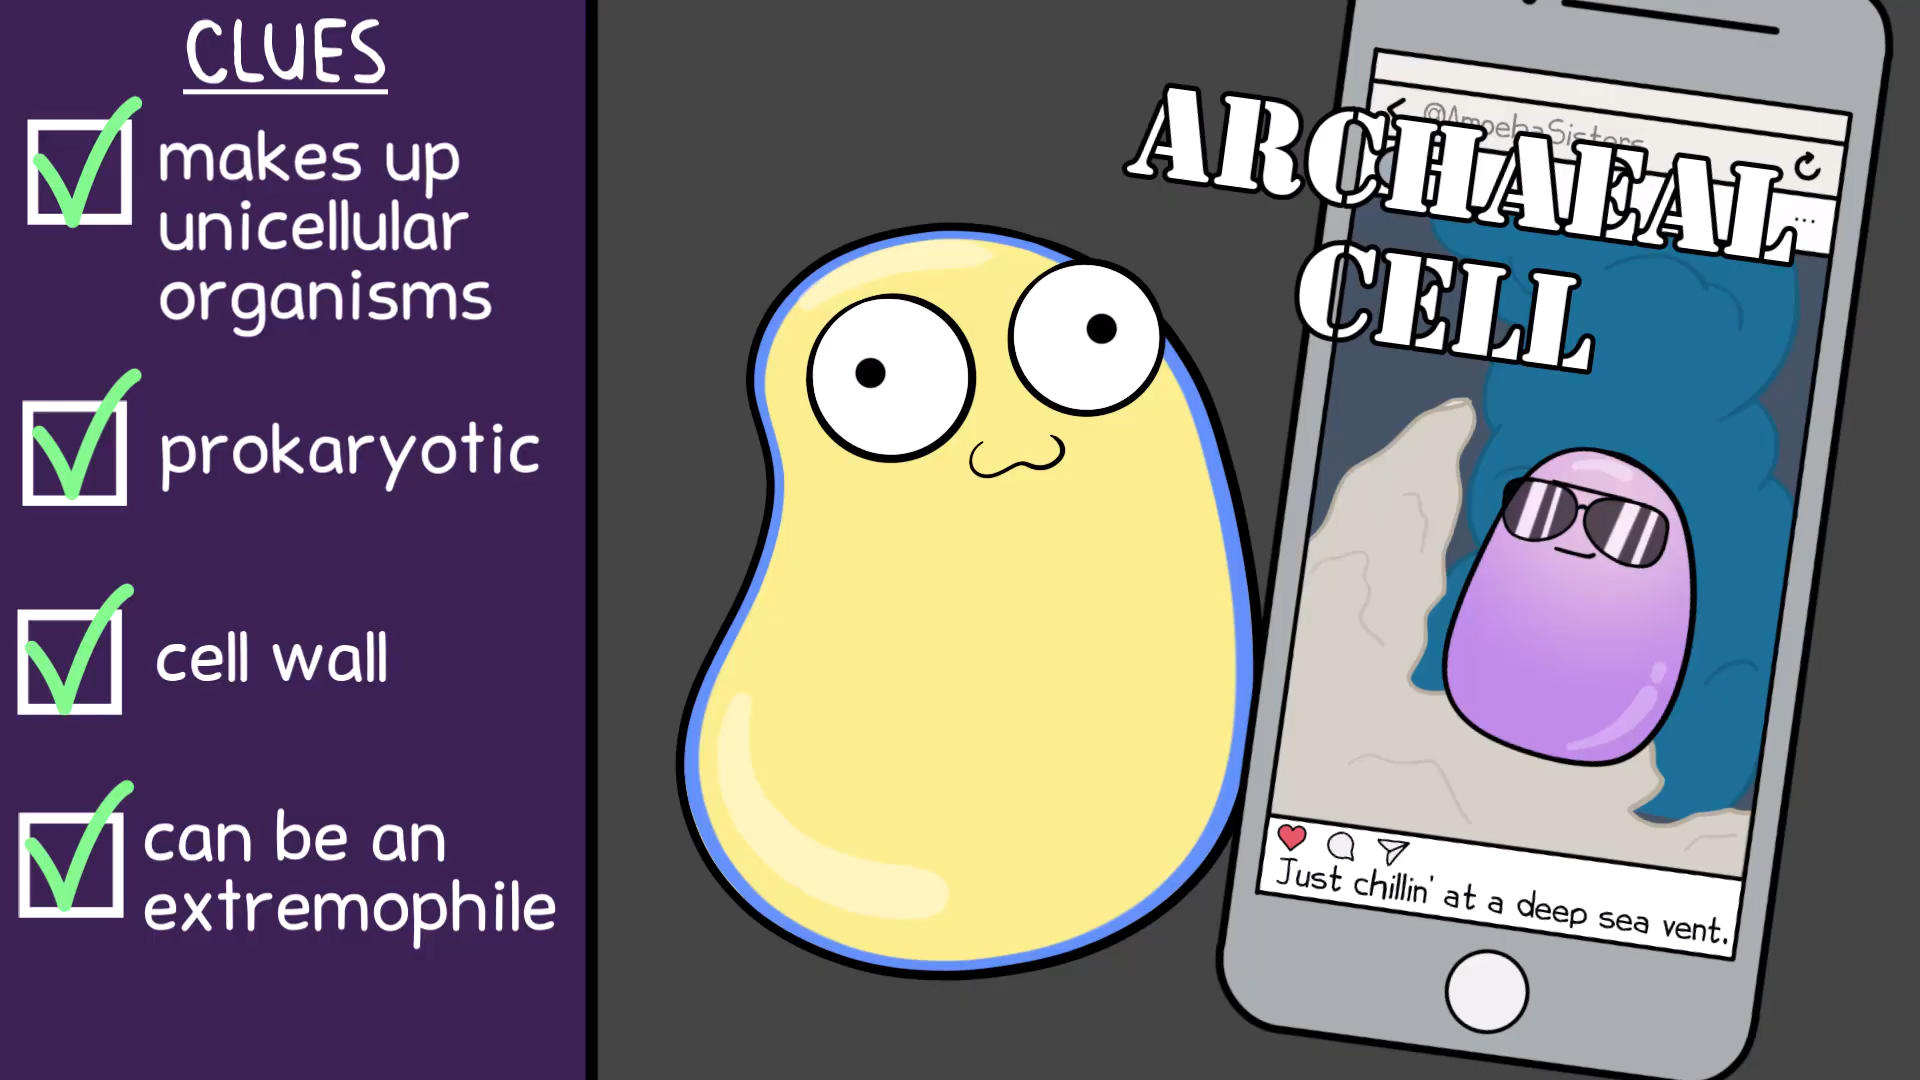 CLUES
makes up
unicellular
organisms
prokaryotic
cell wall
can be an
extremophile
@AmoebaSisters
ARCHAEAL
CELL
Just chillin' at a deep sea vent.